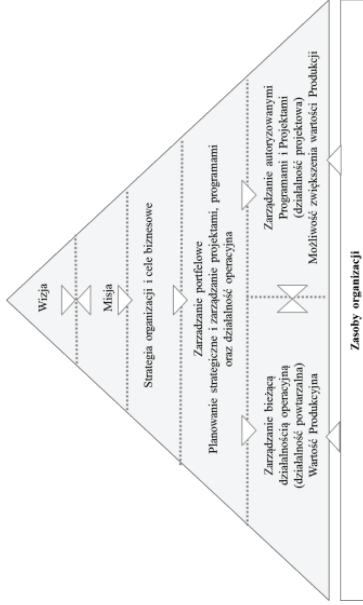 Wizja
Misja
Strategia organizacji i cele biznesowe
Zarzadzanie portfelowe
Planowanie strategiczne i zarządzanie projektami, programami
oraz działalność operacyjna
Zarządzanie bieżącą
działalnością operacyjną
(działalność powtarzalna)
Wartość Produkcyjna
Zarządzanie autoryzowanymi
Programami i Projektami
(działalność projektowa)
Możliwość zwiększenia wartości Produkcji
Zasoby organizacji